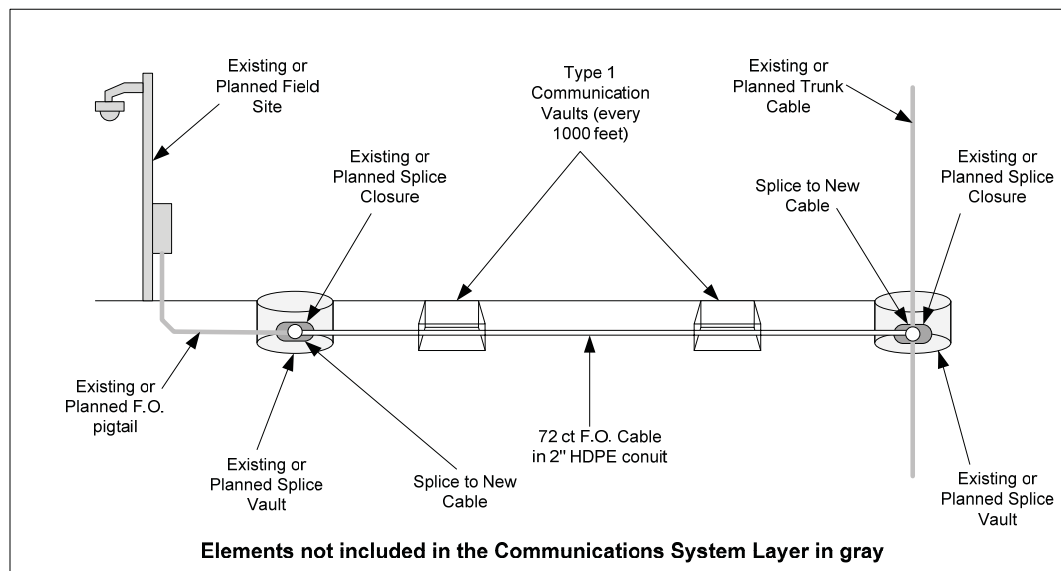 Existing or
Planned Field
Site
Type 1
Communication
Vaults (every
1000 feet)
Existing or
Planned Trunk
Cable
Existing or
Planned Splice
Closure
Splice to New
Cable
Existing or
Planned Splice
Closure
Existing or
Planned F.O.
pigtail
Existing or
Planned Splice
Vault
Splice to New
Cable
72 ct F.O. Cable
in 2" HDPE conuit
Existing or
Planned Splice
Vault
Elements not included in the Communications System Layer in gray